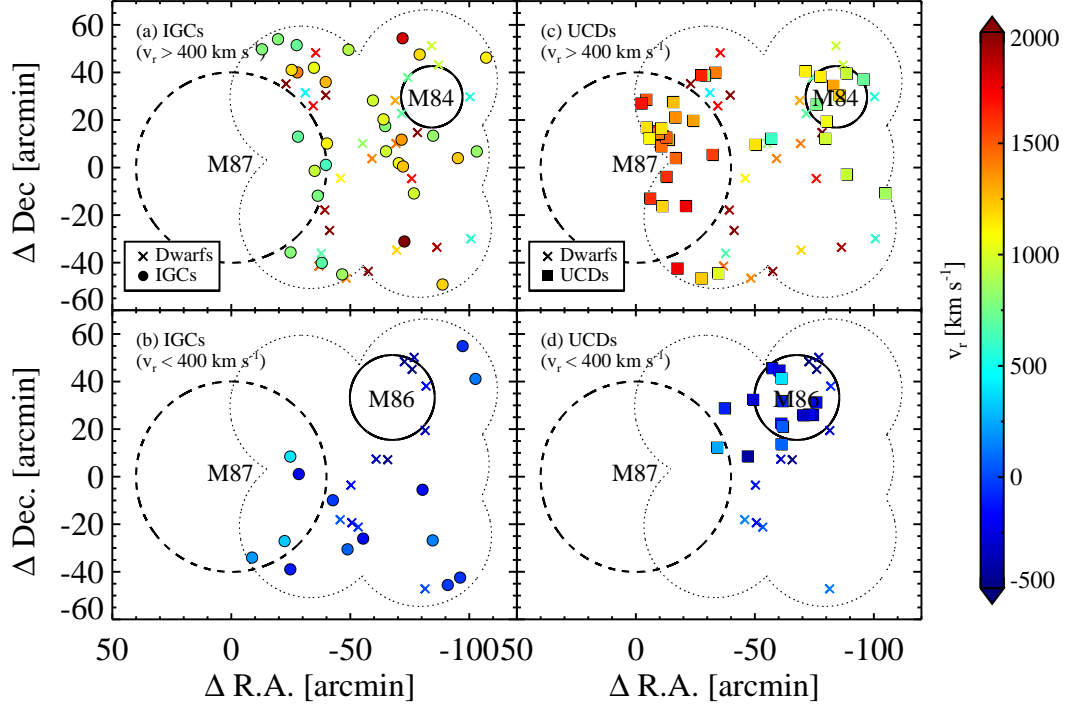 (a) IGCs
(v_r > 400 km s^-1)
M84
M87
× Dwarfs
● IGCs
(c) UCDs
(v_r > 400 km s^-1)
M84
M87
× Dwarfs
■ UCDs
60
40
20
0
-20
-40
-60
Δ Dec [arcmin]
(b) IGCs
(v_r < 400 km s^-1)
M86
M87
(d) UCDs
(v_r < 400 km s^-1)
M86
M87
60
40
20
0
-20
-40
-60
Δ Dec. [arcmin]
50 0 -50 -100
50 0 -50 -100
Δ R.A. [arcmin]
Δ R.A. [arcmin]
2000
1500
1000
500
0
-500
v_r [km s^-1]